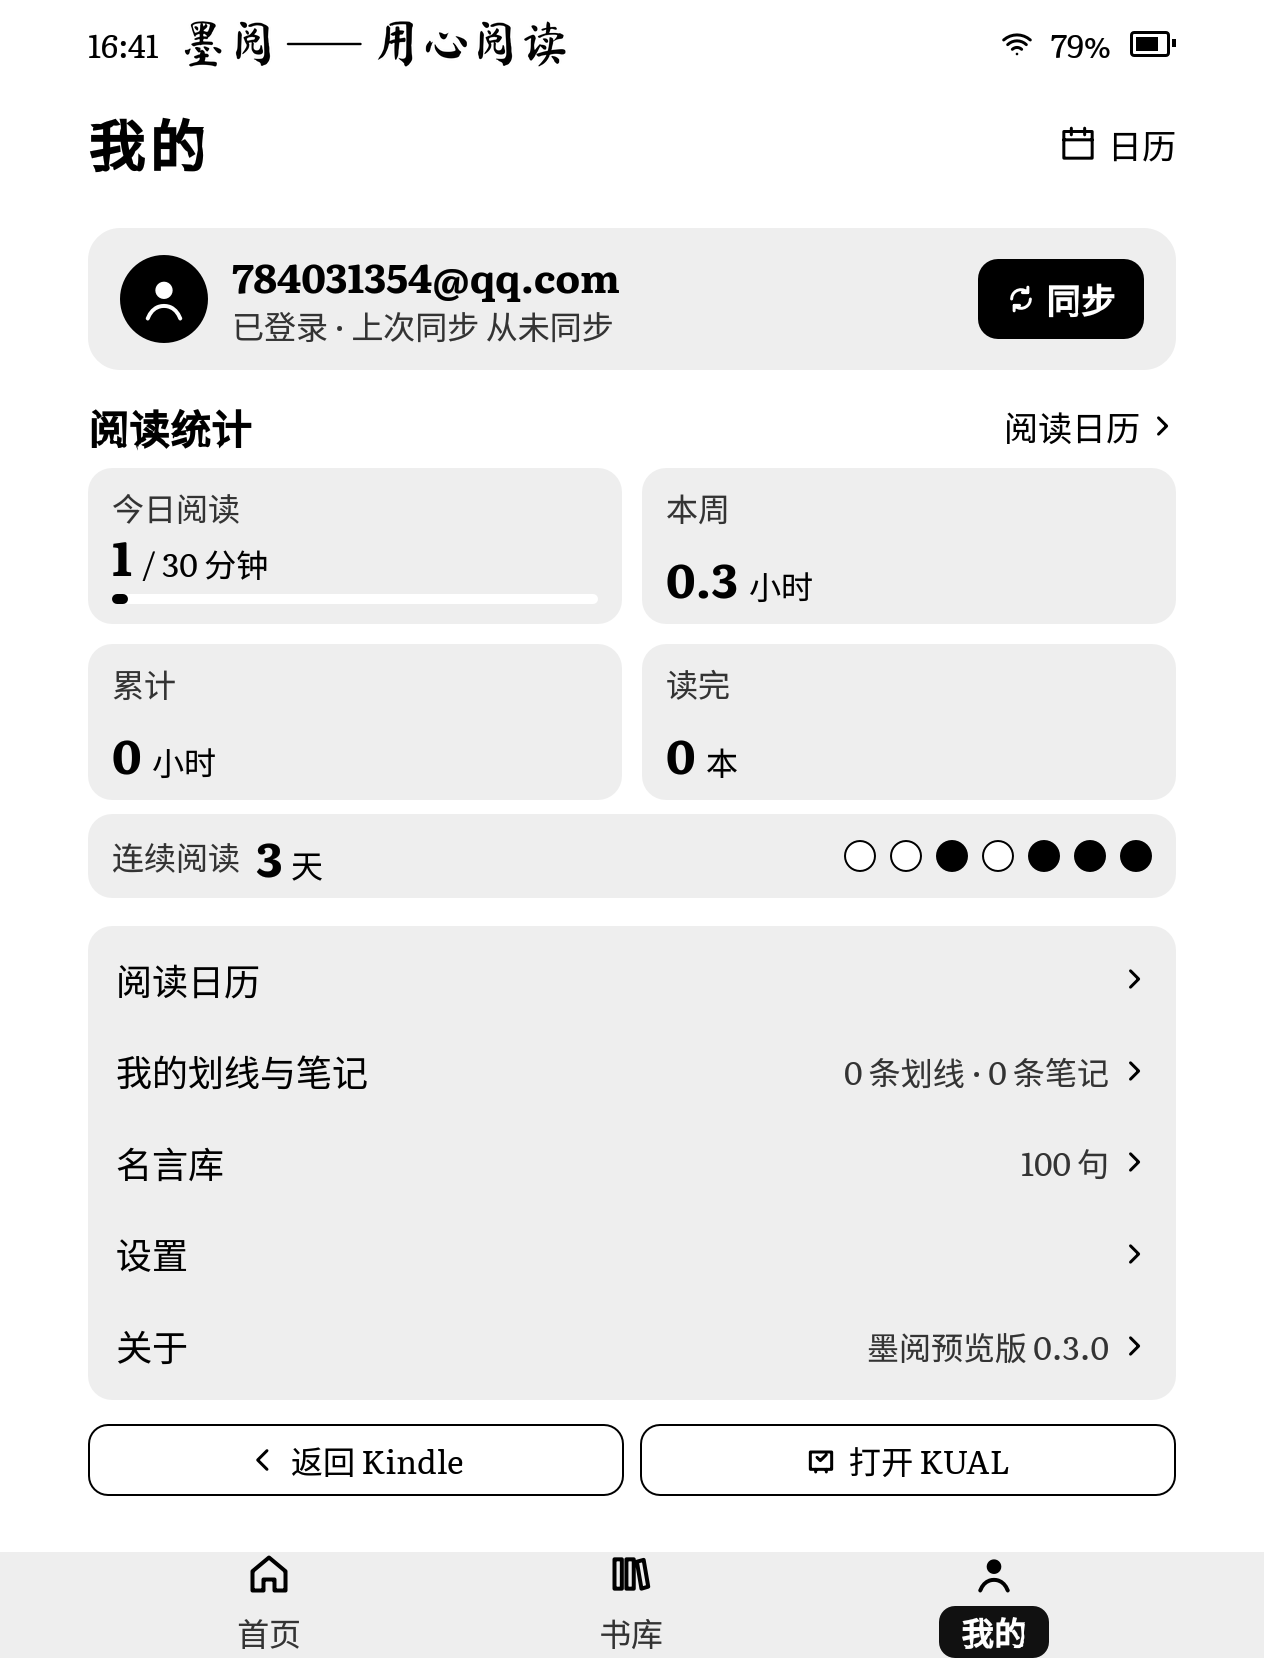 16:41 墨阅 —— 用心阅读 79%
我的 日历
784031354@qq.com
已登录 · 上次同步 从未同步
同步
阅读统计 阅读日历
今日阅读
1 / 30 分钟
本周
0.3 小时
累计
0 小时
读完
0 本
连续阅读 3 天
阅读日历
我的划线与笔记 0 条划线 · 0 条笔记
名言库 100 句
设置
关于 墨阅预览版 0.3.0
返回 Kindle 打开 KUAL
首页 书库 我的